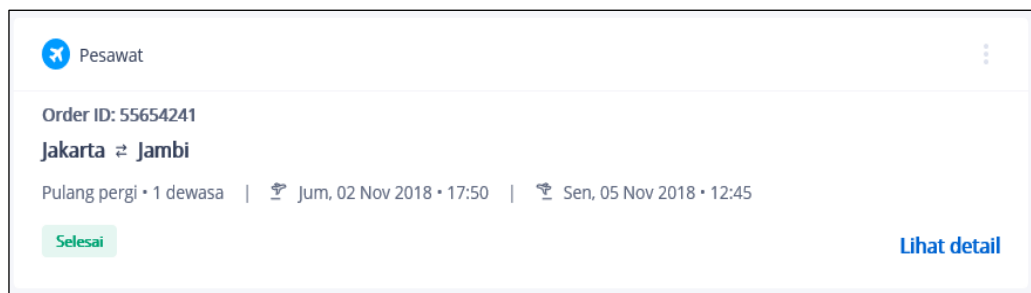 Pesawat
Order ID: 55654241
Jakarta ⇄ Jambi
Pulang pergi • 1 dewasa | Jum, 02 Nov 2018 • 17:50 | Sen, 05 Nov 2018 • 12:45
Selesai
Lihat detail